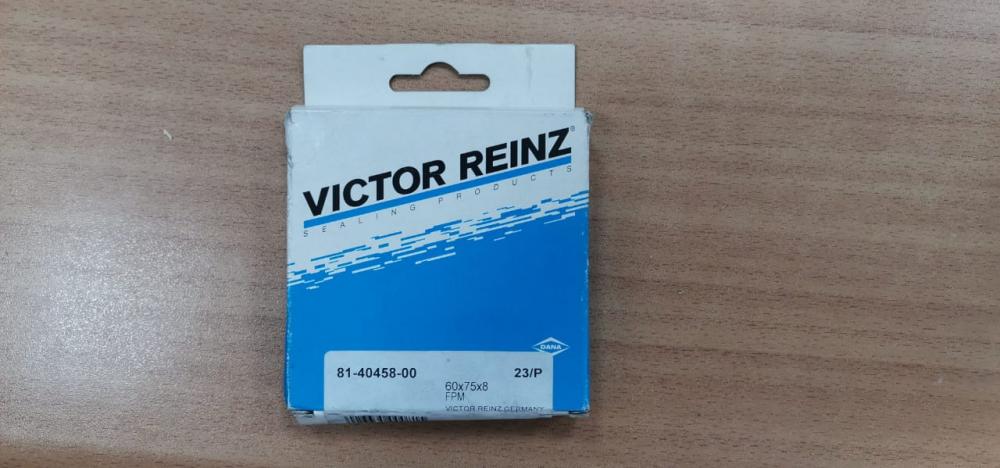 VICTOR REINZ®
SEALING PRODUCTS
DANA
81-40458-00 23/P
60x75x8
FPM
VICTOR REINZ GERMANY